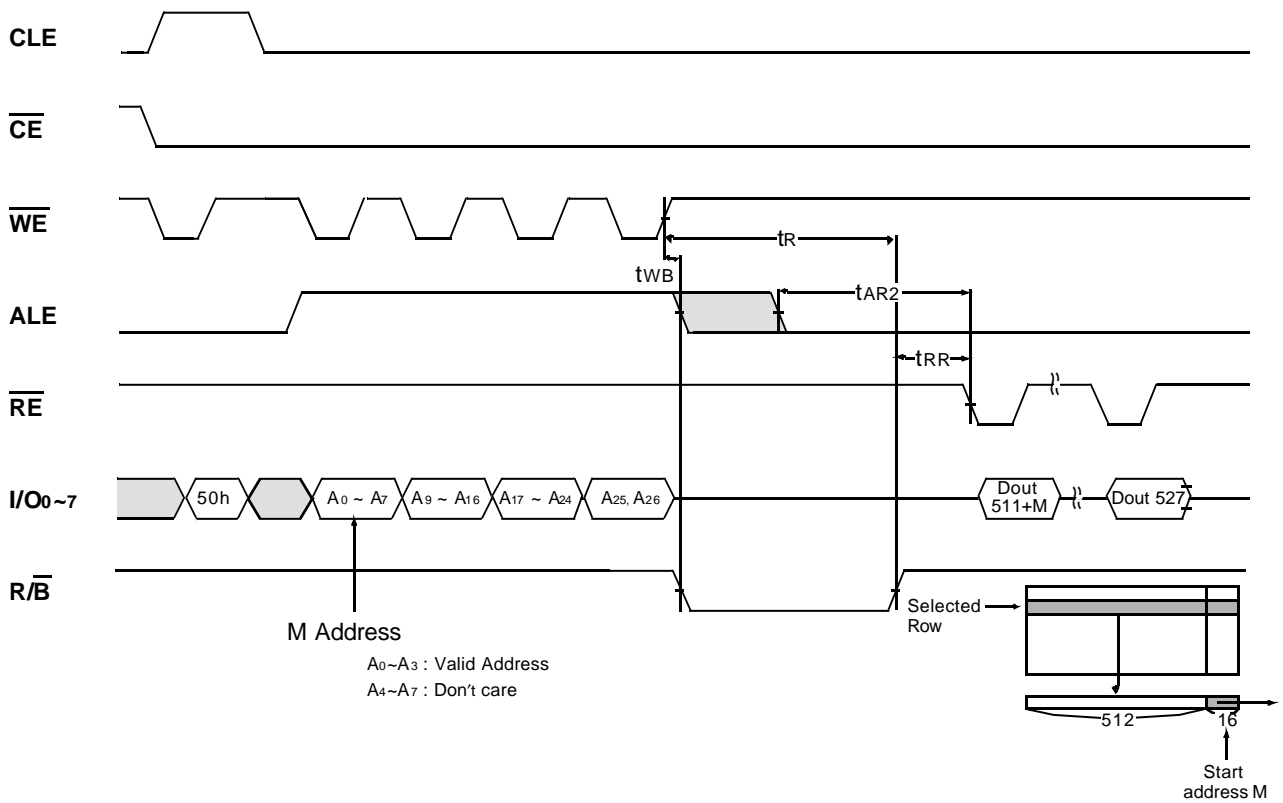 CLE
CE
WE
tR
tWB
ALE
tAR2
tRR
RE
I/O0~7
50h
A0 ~ A7
A9 ~ A16
A17 ~ A24
A25, A26
Dout
511+M
Dout 527
R/B
M Address
A0~A3 : Valid Address
A4~A7 : Don't care
Selected
Row
512
16
Start
address M